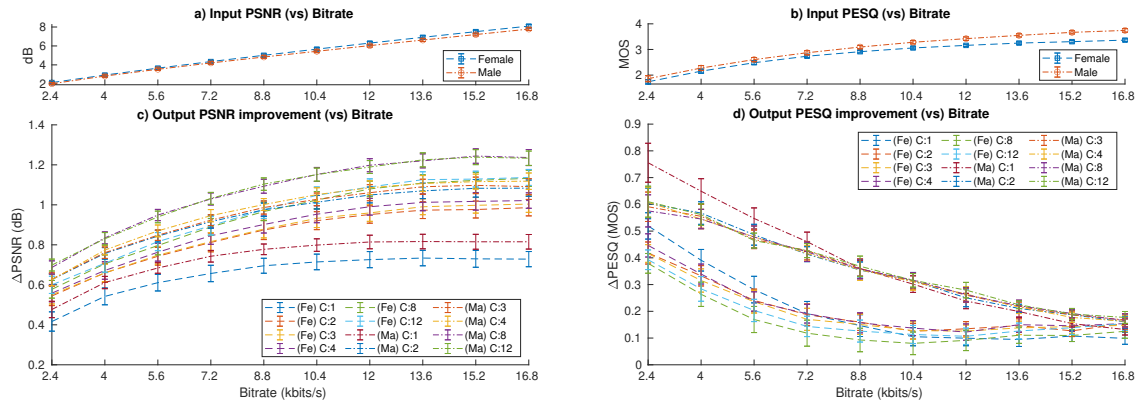 a) Input PSNR (vs) Bitrate
8
6
4
2
dB
Female
Male
2.4 4 5.6 7.2 8.8 10.4 12 13.6 15.2 16.8
c) Output PSNR improvement (vs) Bitrate
1.4
1.2
1
0.8
0.6
0.4
0.2
ΔPSNR (dB)
(Fe) C:1 (Fe) C:8 (Ma) C:3
(Fe) C:2 (Fe) C:12 (Ma) C:4
(Fe) C:3 (Ma) C:1 (Ma) C:8
(Fe) C:4 (Ma) C:2 (Ma) C:12
2.4 4 5.6 7.2 8.8 10.4 12 13.6 15.2 16.8
Bitrate (kbits/s)
b) Input PESQ (vs) Bitrate
4
3
2
MOS
Female
Male
2.4 4 5.6 7.2 8.8 10.4 12 13.6 15.2 16.8
d) Output PESQ improvement (vs) Bitrate
0.9
0.8
0.7
0.6
0.5
0.4
0.3
0.2
0.1
0
ΔPESQ (MOS)
(Fe) C:1 (Fe) C:8 (Ma) C:3
(Fe) C:2 (Fe) C:12 (Ma) C:4
(Fe) C:3 (Ma) C:1 (Ma) C:8
(Fe) C:4 (Ma) C:2 (Ma) C:12
2.4 4 5.6 7.2 8.8 10.4 12 13.6 15.2 16.8
Bitrate (kbits/s)